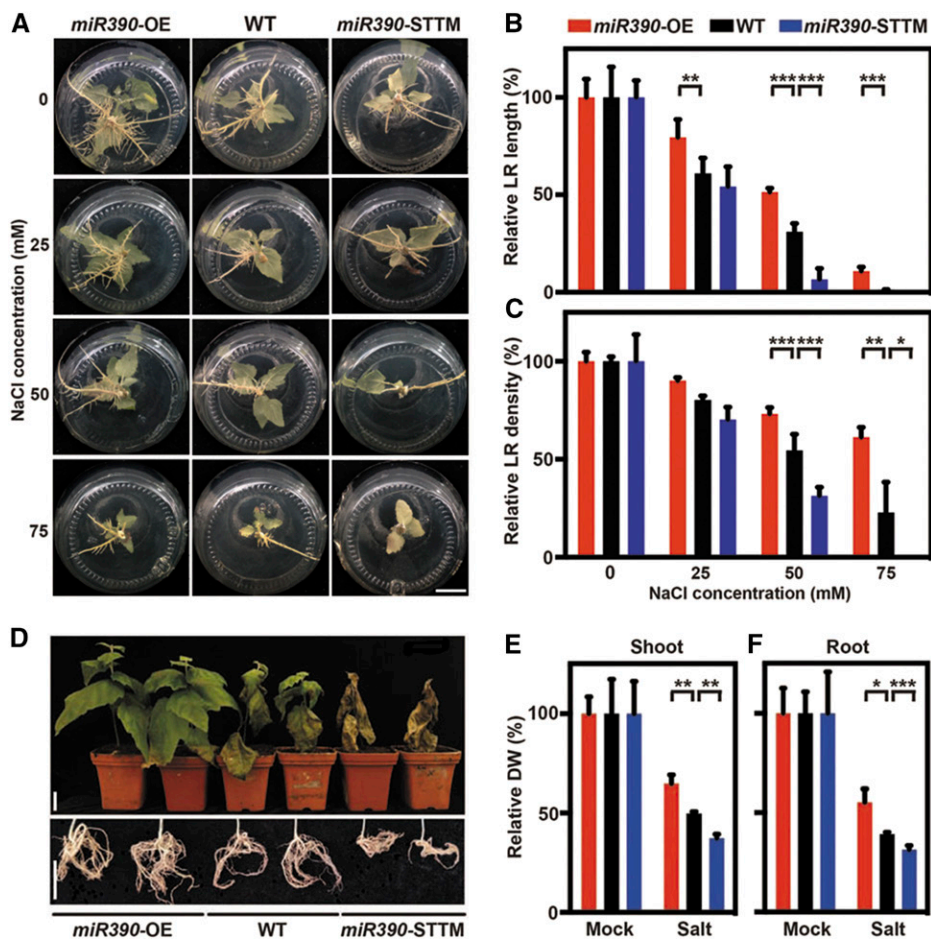 A
miR390-OE WT miR390-STTM
NaCl concentration (mM)
0
25
50
75
B
miR390-OE WT miR390-STTM
Relative LR length (%)
100
50
0
** *** *** ***
C
Relative LR density (%)
100
50
0
*** *** ** *
0 25 50 75
NaCl concentration (mM)
D
miR390-OE WT miR390-STTM
E
Shoot
Relative DW (%)
100
50
0
** **
Mock Salt
F
Root
* ***
Mock Salt